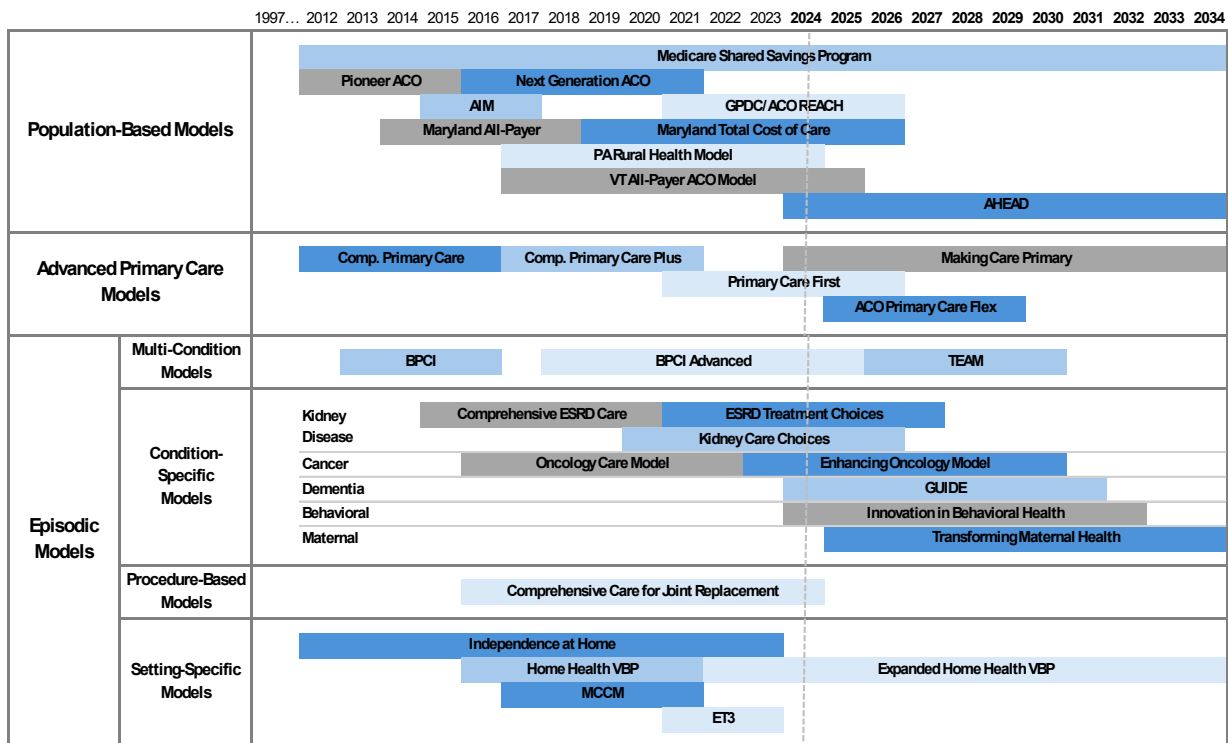 1997… 2012 2013 2014 2015 2016 2017 2018 2019 2020 2021 2022 2023 2024 2025 2026 2027 2028 2029 2030 2031 2032 2033 2034
Population-Based Models
Medicare Shared Savings Program
Pioneer ACO Next Generation ACO
AIM GPDC/ ACO REACH
Maryland All-Payer Maryland Total Cost of Care
PA Rural Health Model
VT All-Payer ACO Model
AHEAD
Advanced Primary Care
Models
Comp. Primary Care Comp. Primary Care Plus Making Care Primary
Primary Care First
ACO Primary Care Flex
Episodic
Models
Multi-Condition
Models
BPCI BPCI Advanced TEAM
Condition-
Specific
Models
Kidney Comprehensive ESRD Care ESRD Treatment Choices
Disease Kidney Care Choices
Cancer Oncology Care Model Enhancing Oncology Model
Dementia GUIDE
Behavioral Innovation in Behavioral Health
Maternal Transforming Maternal Health
Procedure-Based
Models
Comprehensive Care for Joint Replacement
Setting-Specific
Models
Independence at Home
Home Health VBP Expanded Home Health VBP
MCCM
ET3